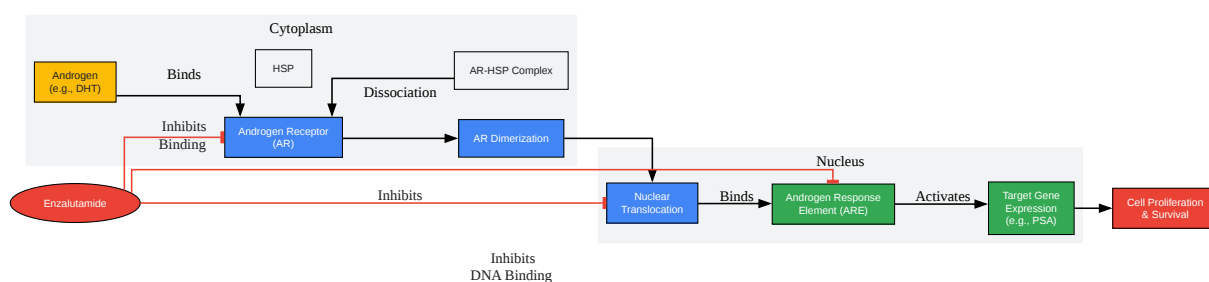 Cytoplasm
Androgen
(e.g., DHT)
Binds
HSP
AR-HSP Complex
Dissociation
Inhibits
Binding
Androgen Receptor
(AR)
AR Dimerization
Nucleus
Enzalutamide
Inhibits
Nuclear
Translocation
Binds
Androgen Response
Element (ARE)
Activates
Target Gene
Expression
(e.g., PSA)
Cell Proliferation
& Survival
Inhibits
DNA Binding